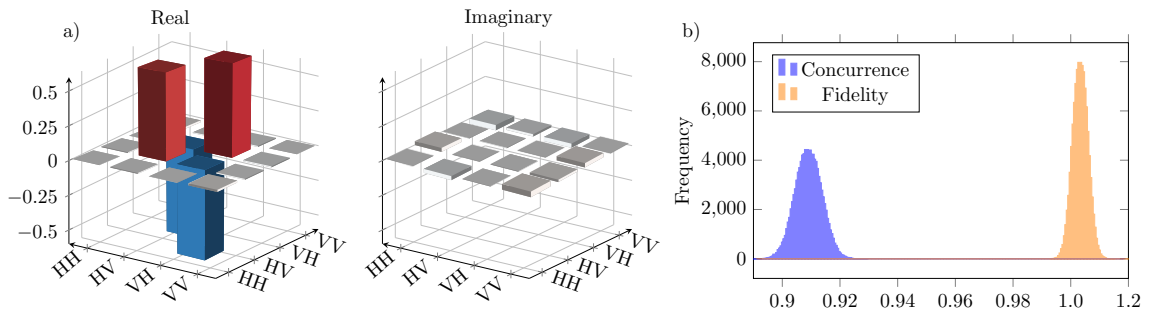 a)
Real
0.5
0.25
0
−0.25
−0.5
HH
HV
VH
VV
HH
HV
VH
VV
Imaginary
HH
HV
VH
VV
HH
HV
VH
VV
b)
Frequency
8,000
6,000
4,000
2,000
0
Concurrence
Fidelity
0.9
0.92
0.94
0.96
0.98
1.0
1.2